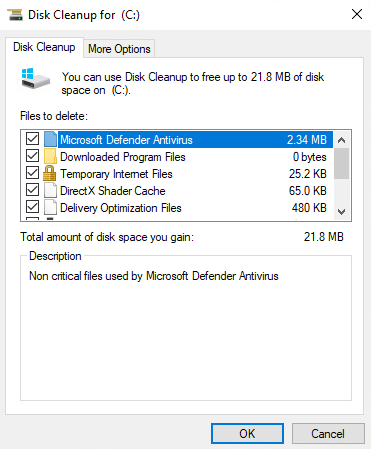 Disk Cleanup for (C:)
Disk Cleanup
More Options
You can use Disk Cleanup to free up to 21.8 MB of disk
space on (C:).
Files to delete:
Microsoft Defender Antivirus 2.34 MB
Downloaded Program Files 0 bytes
Temporary Internet Files 25.2 KB
DirectX Shader Cache 65.0 KB
Delivery Optimization Files 480 KB
Total amount of disk space you gain: 21.8 MB
Description
Non critical files used by Microsoft Defender Antivirus
OK
Cancel